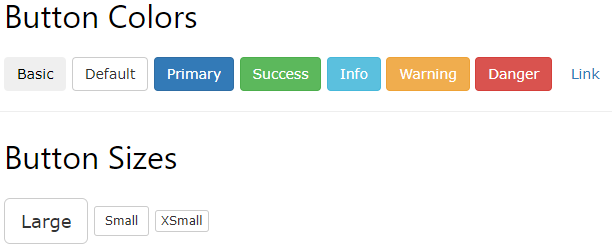 Button Colors
Basic Default Primary Success Info Warning Danger Link
Button Sizes
Large Small XSmall